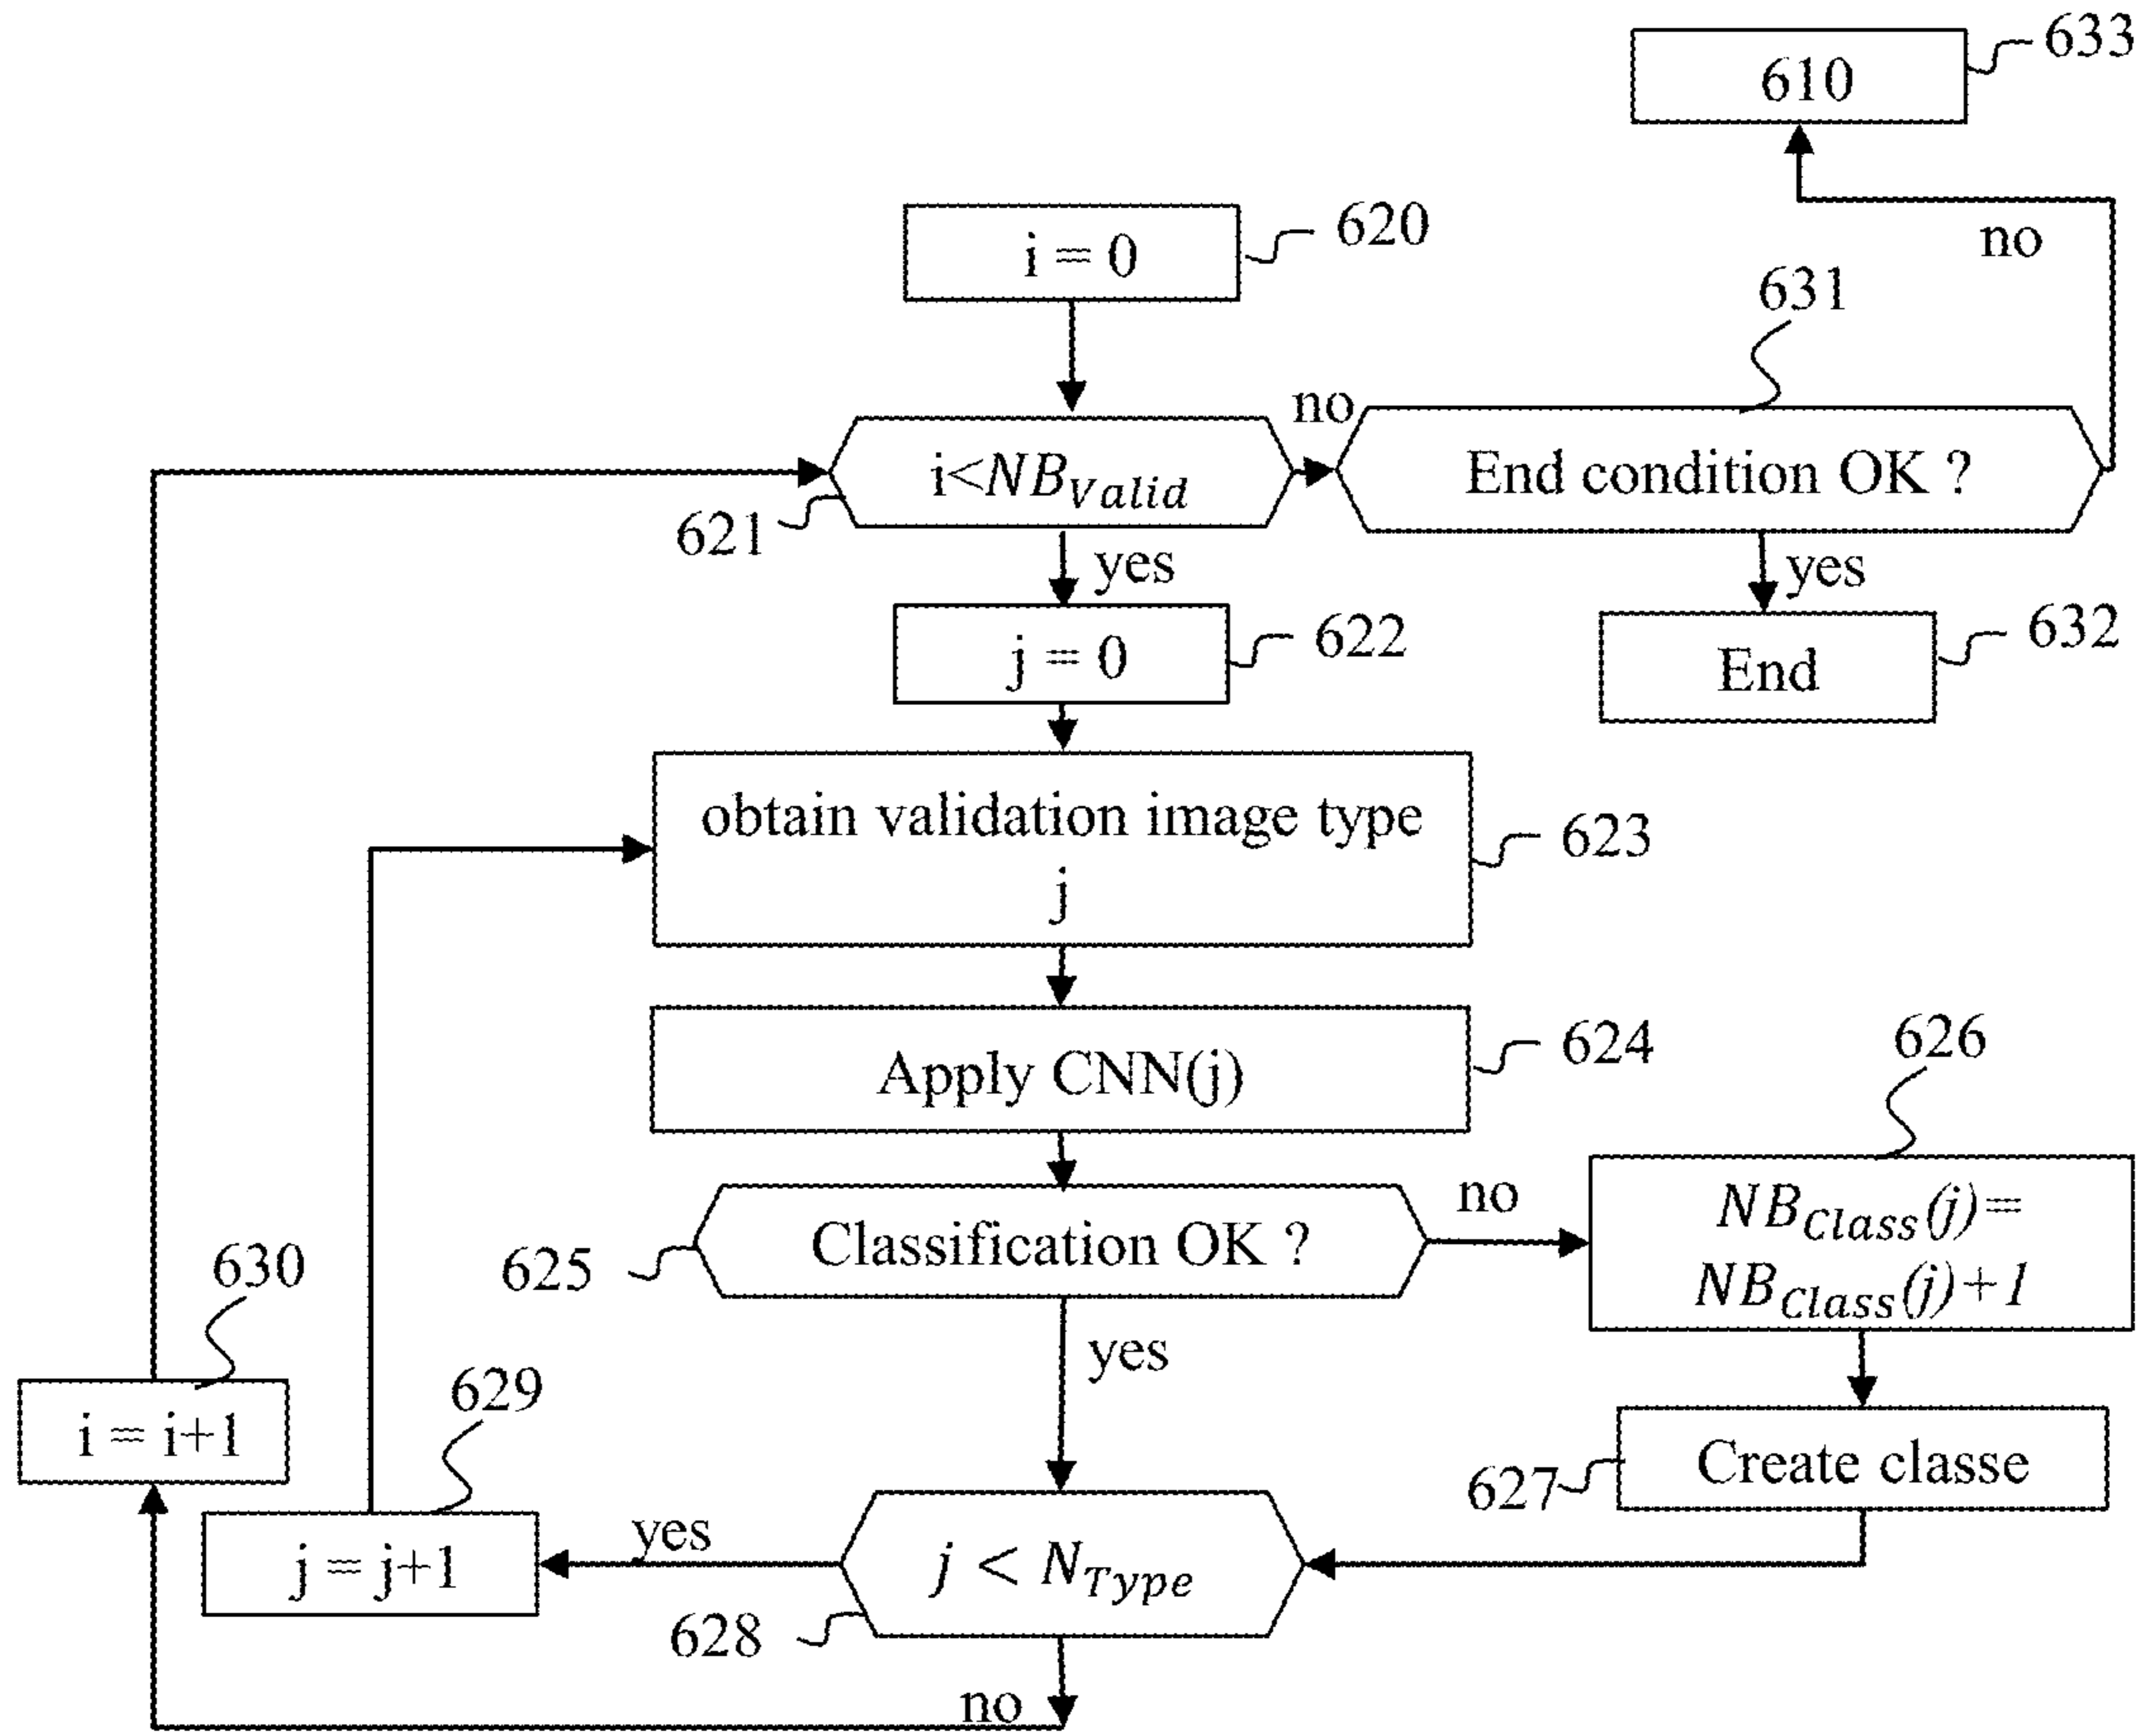 610
633
i = 0
620
no
631
i<NB_Valid
no
End condition OK ?
621
yes
yes
j = 0
622
End
632
obtain validation image type
j
623
Apply CNN(j)
624
626
Classification OK ?
no
625
NB_Class(j)=
NB_Class(j)+1
630
yes
629
i = i+1
Create classe
627
j = j+1
yes
j < N_Type
628
no